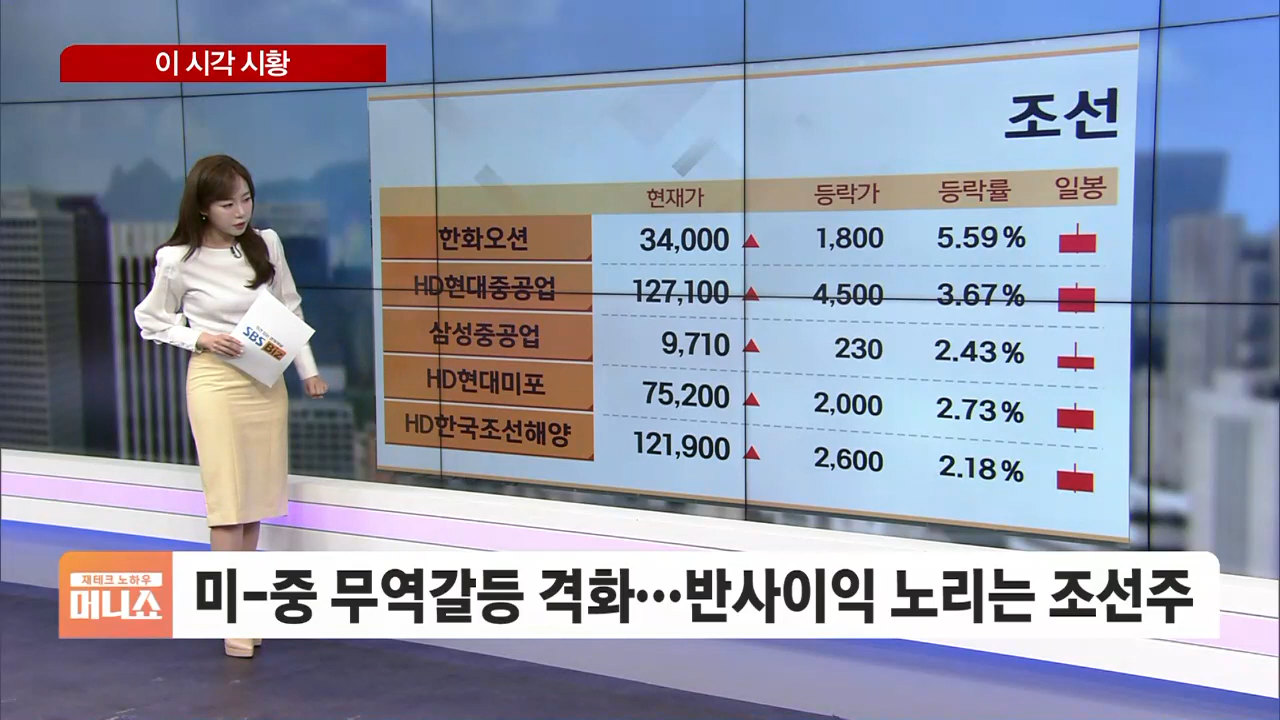 이 시각 시황
조선
현재가 등락가 등락률 일봉
한화오션 34,000 ▲ 1,800 5.59%
HD현대중공업 127,100 ▲ 4,500 3.67%
삼성중공업 9,710 ▲ 230 2.43%
HD현대미포 75,200 ▲ 2,000 2.73%
HD한국조선해양 121,900 ▲ 2,600 2.18%
SBS Biz
재테크 노하우
머니쇼
미-중 무역갈등 격화…반사이익 노리는 조선주